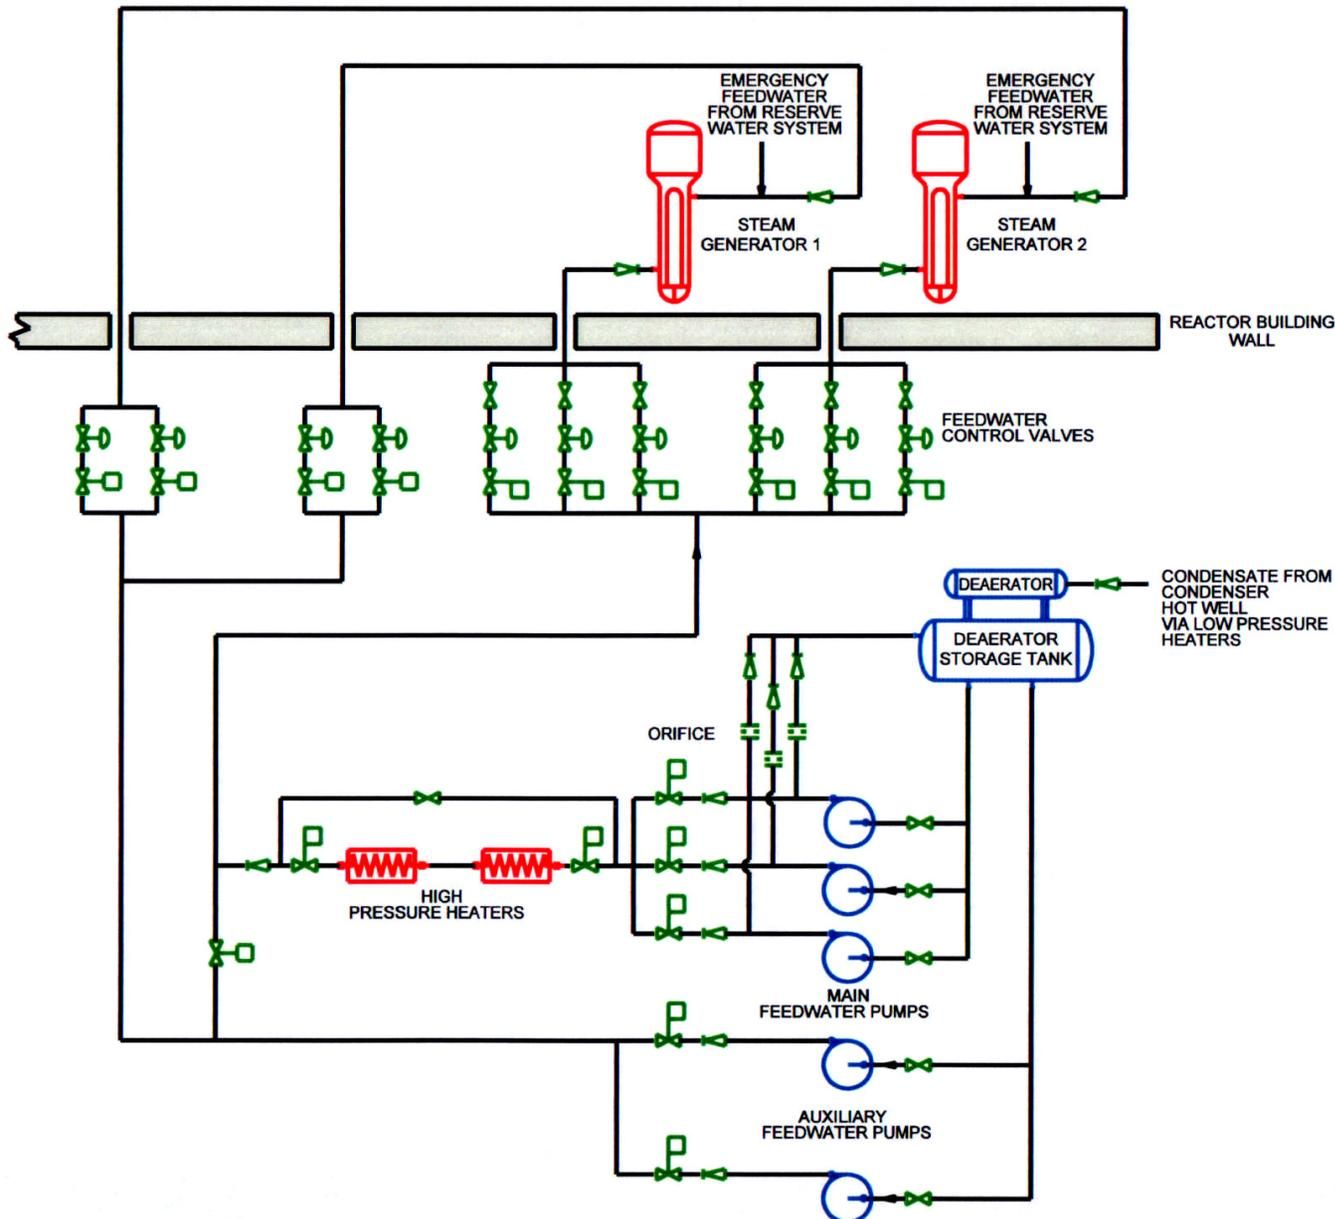 EMERGENCY
FEEDWATER
FROM RESERVE
WATER SYSTEM
EMERGENCY
FEEDWATER
FROM RESERVE
WATER SYSTEM
STEAM
GENERATOR 1
STEAM
GENERATOR 2
REACTOR BUILDING
WALL
FEEDWATER
CONTROL VALVES
DEAERATOR
CONDENSATE FROM
CONDENSER
HOT WELL
VIA LOW PRESSURE
HEATERS
DEAERATOR
STORAGE TANK
ORIFICE
HIGH
PRESSURE HEATERS
MAIN
FEEDWATER PUMPS
AUXILIARY
FEEDWATER PUMPS